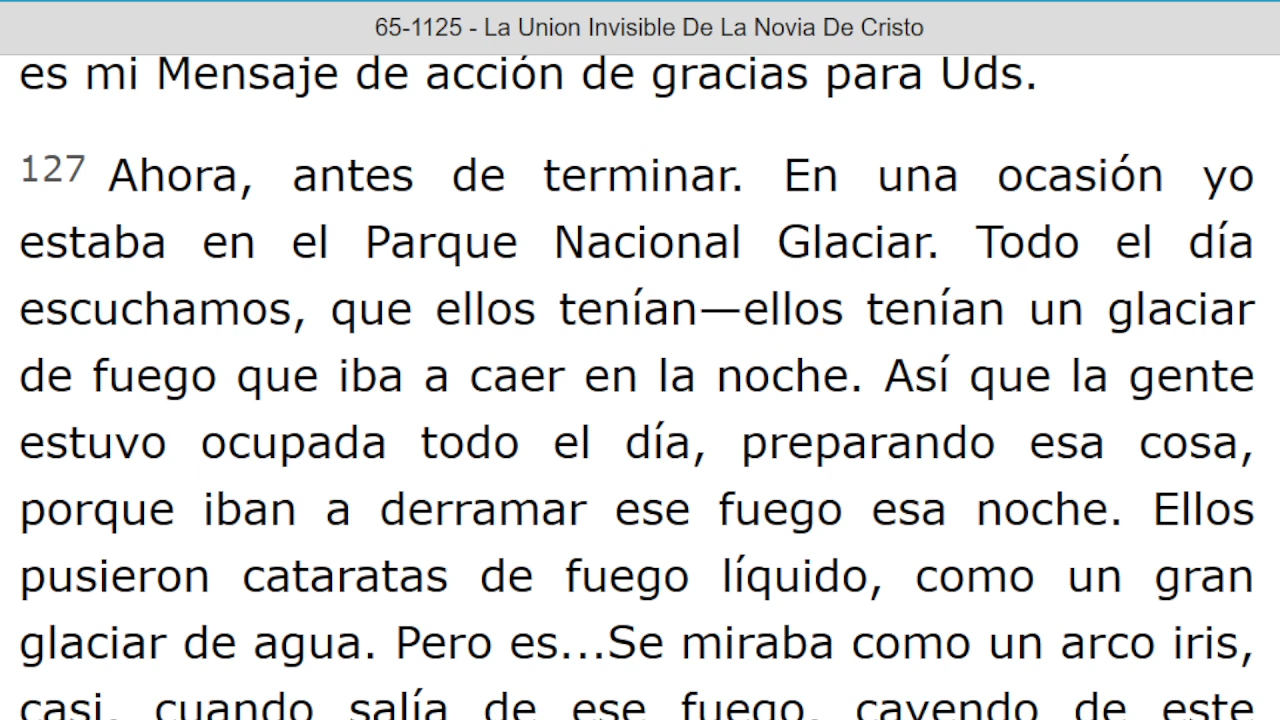 65-1125 - La Union Invisible De La Novia De Cristo
es mi Mensaje de acción de gracias para Uds.
127 Ahora, antes de terminar. En una ocasión yo
estaba en el Parque Nacional Glaciar. Todo el día
escuchamos, que ellos tenían—ellos tenían un glaciar
de fuego que iba a caer en la noche. Así que la gente
estuvo ocupada todo el día, preparando esa cosa,
porque iban a derramar ese fuego esa noche. Ellos
pusieron cataratas de fuego líquido, como un gran
glaciar de agua. Pero es...Se miraba como un arco iris,
casi, cuando salía de ese fuego, cayendo de este